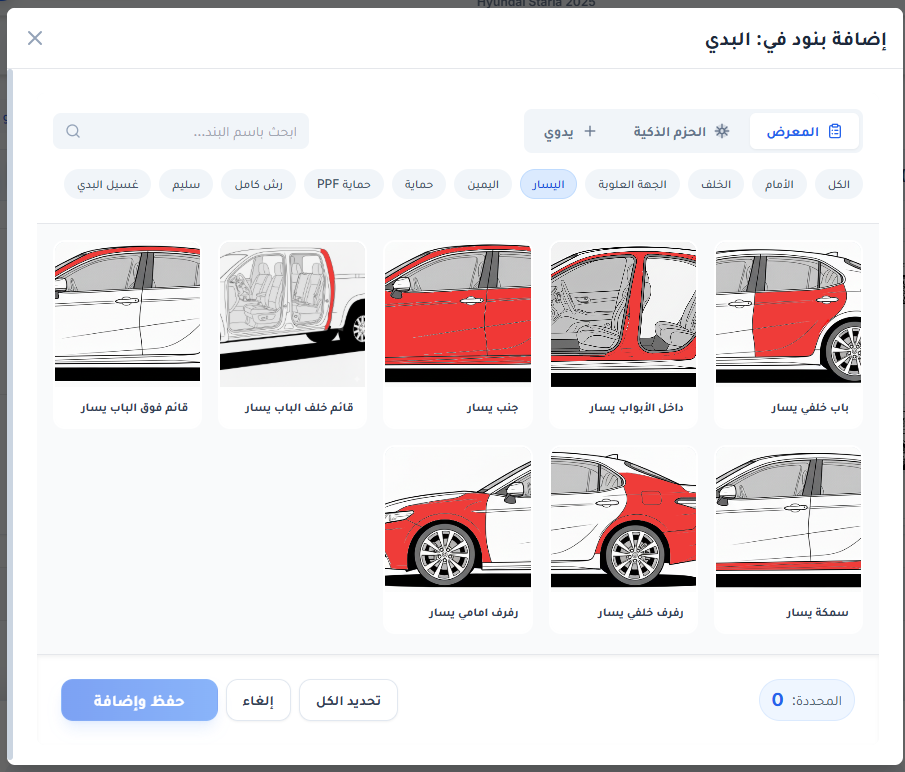 Hyundai Staria 2025
إضافة بنود في: البدي
المعرض
الحزم الذكية
يدوي
ابحث باسم البند...
الكل
الأمام
الخلف
الجهة العلوبة
اليسار
اليمين
حماية
حماية PPF
رش كامل
سليم
غسيل البدي
باب خلفي يسار
داخل الأبواب يسار
جنب يسار
قائم خلف الباب يسار
قائم فوق الباب يسار
سمكة يسار
رفرف خلفي يسار
رفرف امامي يسار
المحددة: 0
تحديد الكل
إلغاء
حفظ وإضافة